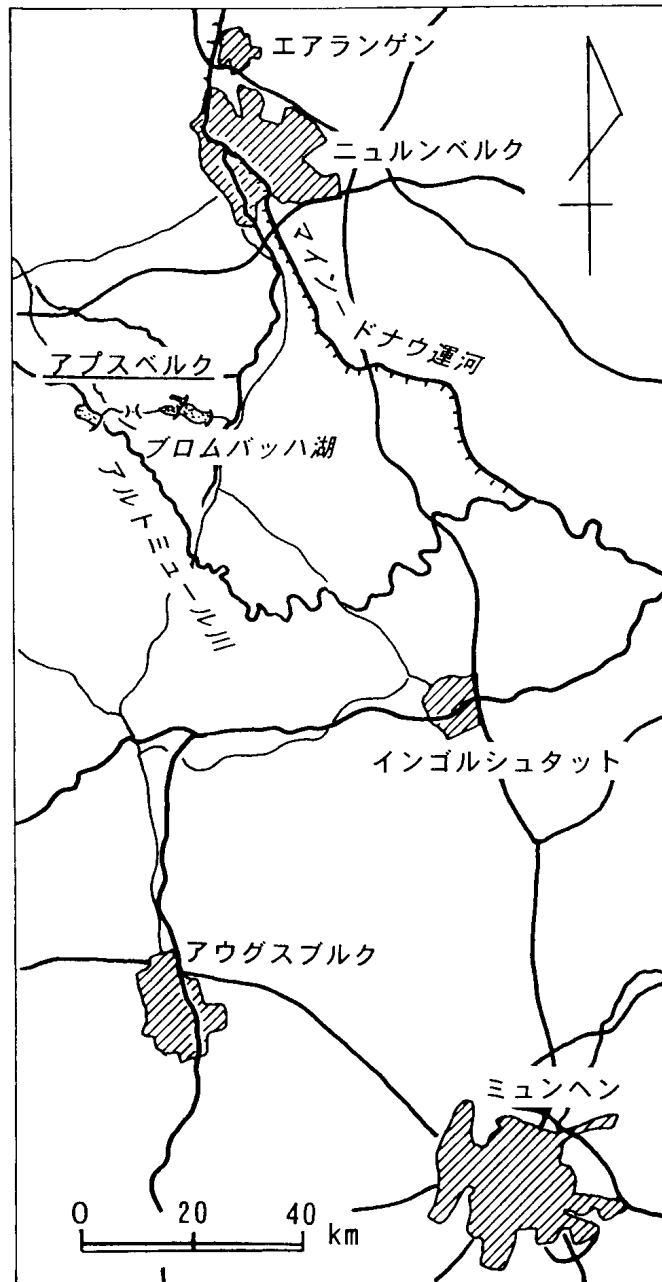 エアランゲン
ニュルンベルク
マイン―ドナウ運河
アプスベルク
ブロムバッハ湖
アルトミュール川
インゴルシュタット
アウグスブルク
ミュンヘン
0 20 40
km